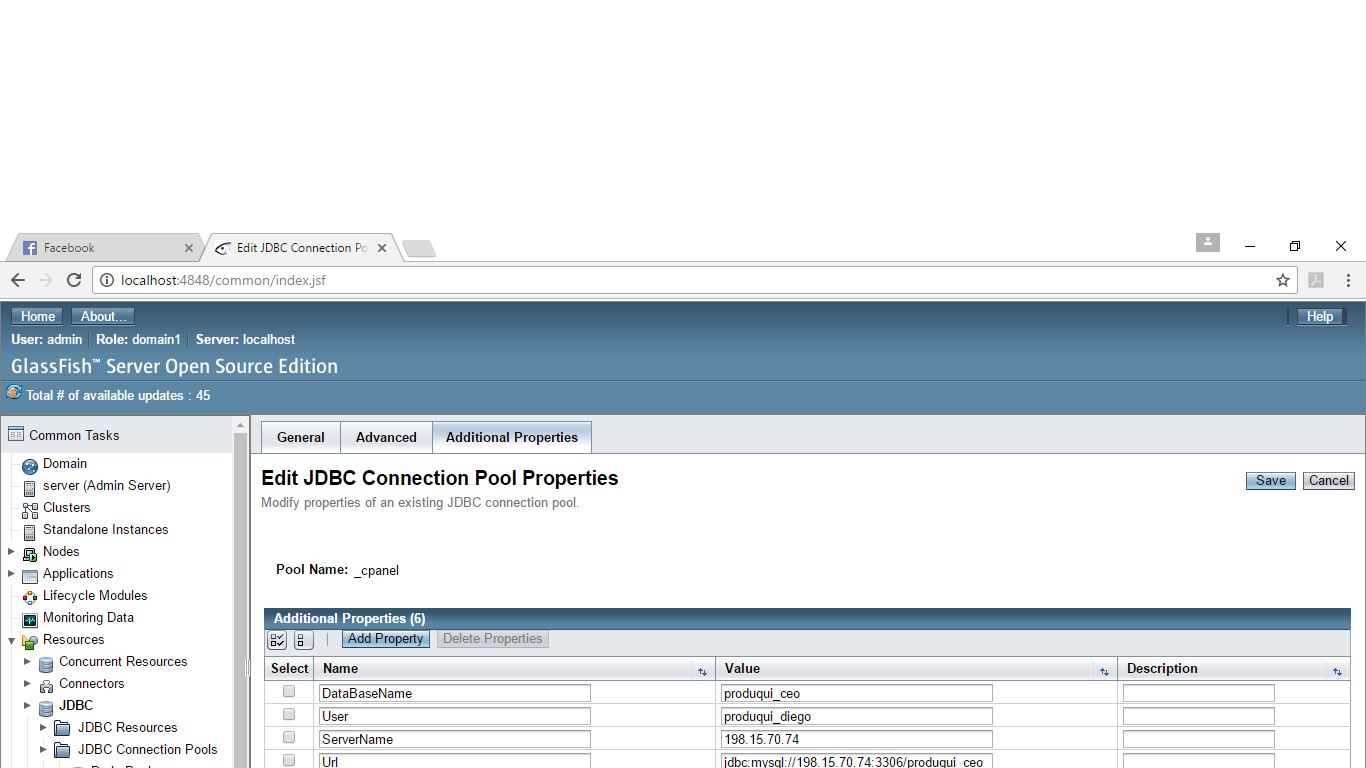 Facebook
Edit JDBC Connection Po
localhost:4848/common/index.jsf
Home About... Help
User: admin Role: domain1 Server: localhost
GlassFish™ Server Open Source Edition
Total # of available updates : 45
Common Tasks
Domain
server (Admin Server)
Clusters
Standalone Instances
Nodes
Applications
Lifecycle Modules
Monitoring Data
Resources
Concurrent Resources
Connectors
JDBC
JDBC Resources
JDBC Connection Pools
General Advanced Additional Properties
Edit JDBC Connection Pool Properties
Save Cancel
Modify properties of an existing JDBC connection pool.
Pool Name: _cpanel
Additional Properties (6)
Add Property Delete Properties
Select Name Value Description
DataBaseName produqui_ceo
User produqui_diego
ServerName 198.15.70.74
Url jdbc:mysql://198.15.70.74:3306/produqui_ceo